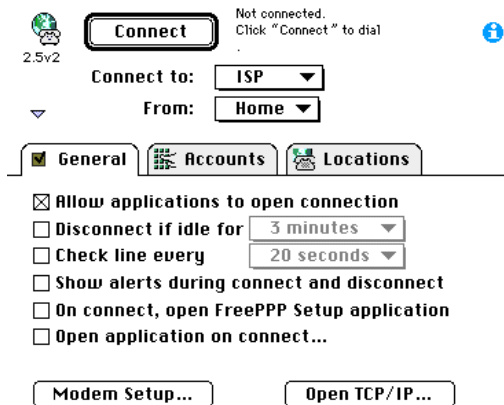 Not connected.
Connect
Click "Connect" to dial
.
2.5v2
Connect to: ISP
From: Home
General Accounts Locations
Allow applications to open connection
Disconnect if idle for 3 minutes
Check line every 20 seconds
Show alerts during connect and disconnect
On connect, open FreePPP Setup application
Open application on connect...
Modem Setup... Open TCP/IP...